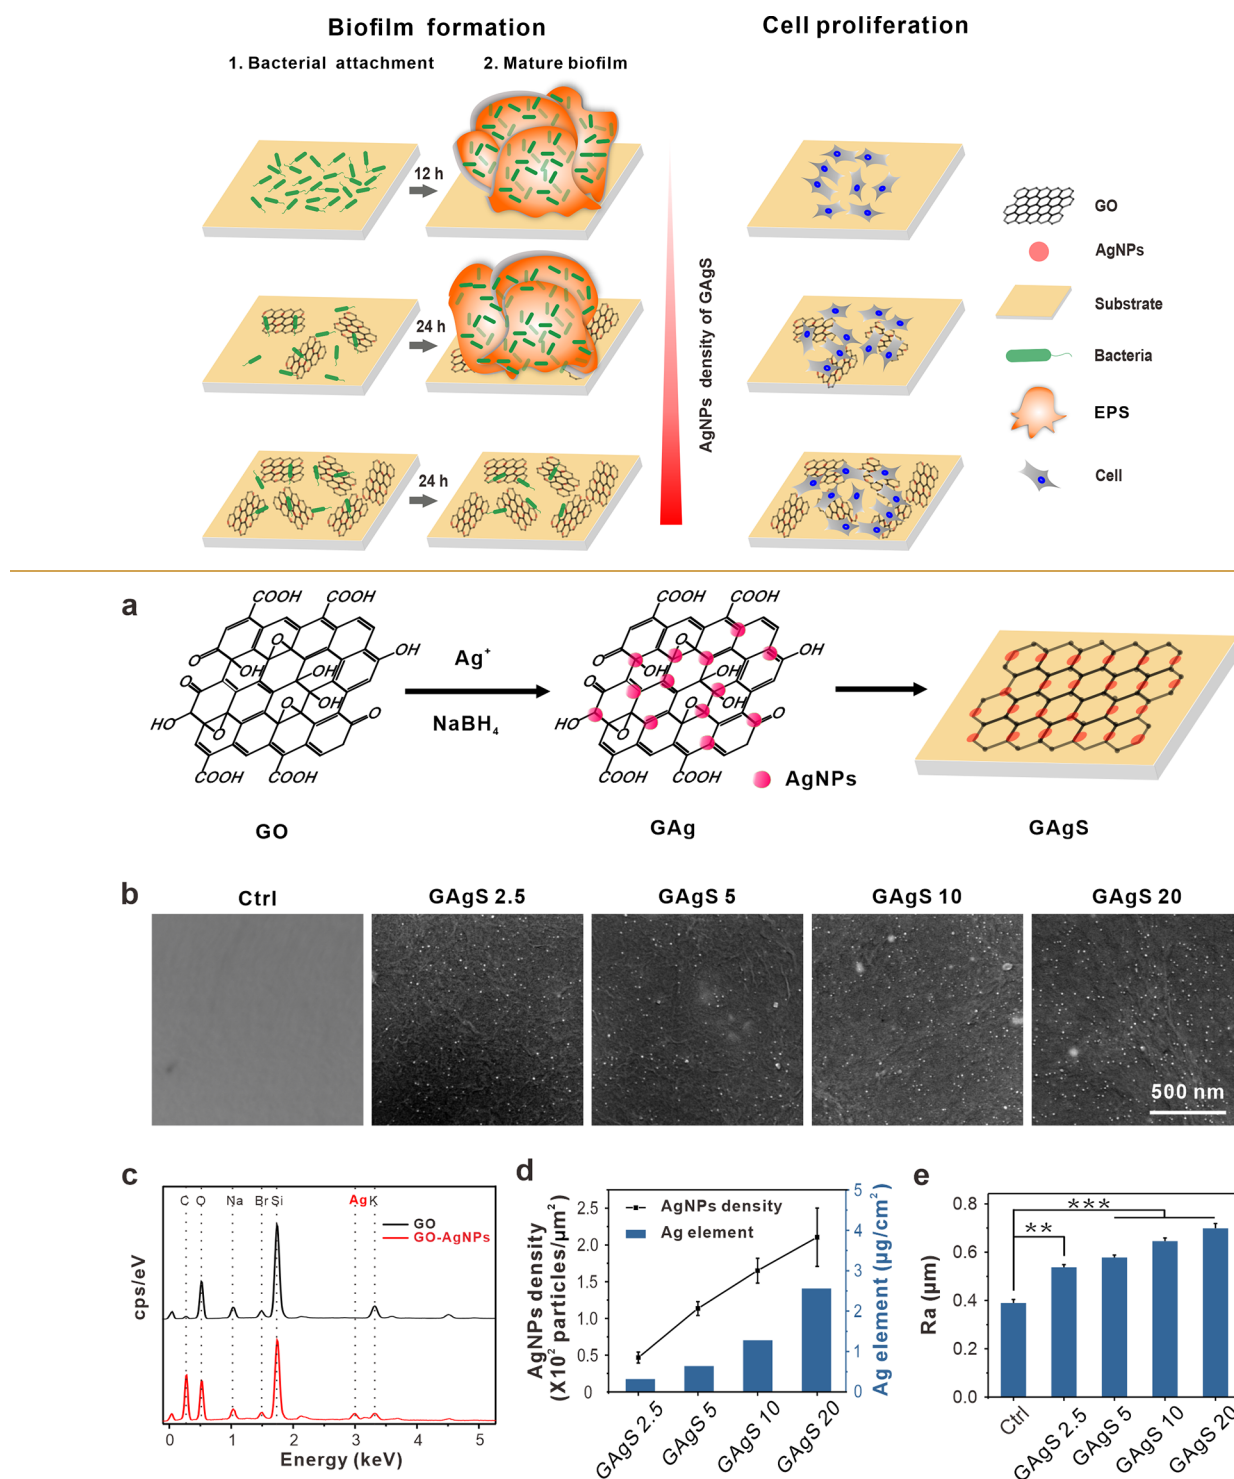 Biofilm formation
Cell proliferation
1. Bacterial attachment
2. Mature biofilm
12 h
24 h
24 h
AgNPs density of GAgS
GO
AgNPs
Substrate
Bacteria
EPS
Cell
a
COOH
COOH
O
O
OH
OH
OH
OH
O
O
O
HO
COOH
COOH
GO
Ag⁺
NaBH₄
COOH
COOH
O
O
OH
OH
OH
OH
O
O
O
HO
COOH
COOH
AgNPs
GAg
GAgS
b
Ctrl
GAgS 2.5
GAgS 5
GAgS 10
GAgS 20
500 nm
c
C O Na Br Si Ag K
GO
GO-AgNPs
cps/eV
0 1 2 3 4 5
Energy (keV)
d
AgNPs density
(X10² particles/μm²)
2.5
2.0
1.5
1.0
0.5
0
AgNPs density
Ag element
5
4
3
2
1
0
Ag element (μg/cm²)
GAgS 2.5
GAgS 5
GAgS 10
GAgS 20
e
Ra (μm)
0.8
0.6
0.4
0.2
0.0
***
**
Ctrl
GAgS 2.5
GAgS 5
GAgS 10
GAgS 20